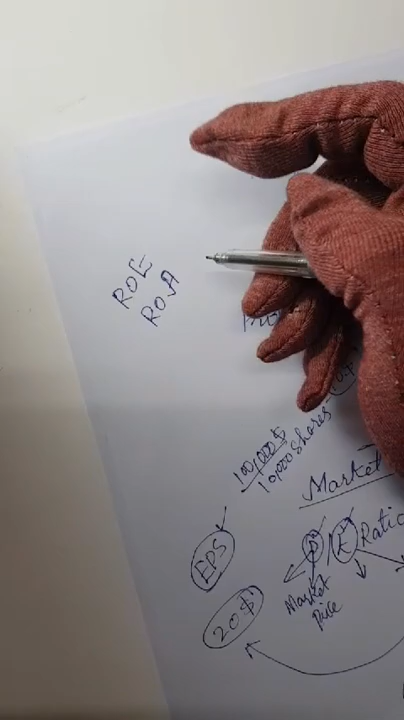 ROE
ROA
100,000$
10,000 shares
Market
EPS
P/E Ratio
Market
Price
20$